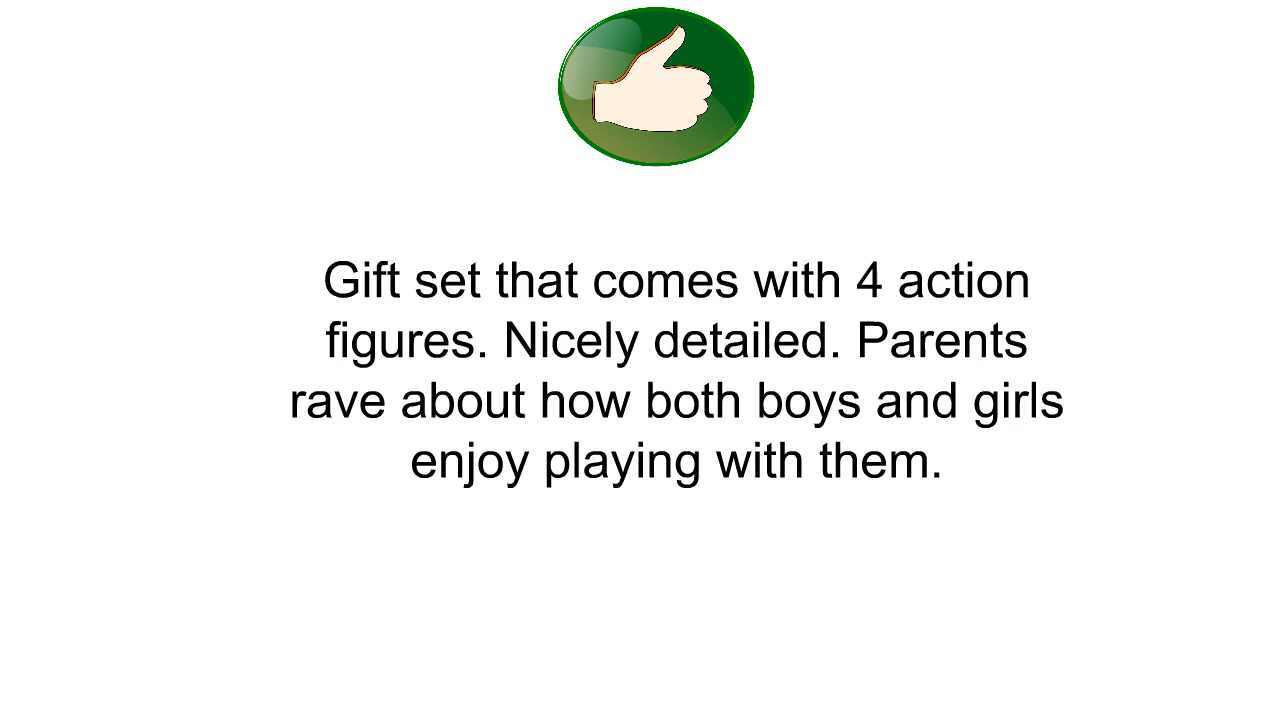 Gift set that comes with 4 action
figures. Nicely detailed. Parents
rave about how both boys and girls
enjoy playing with them.